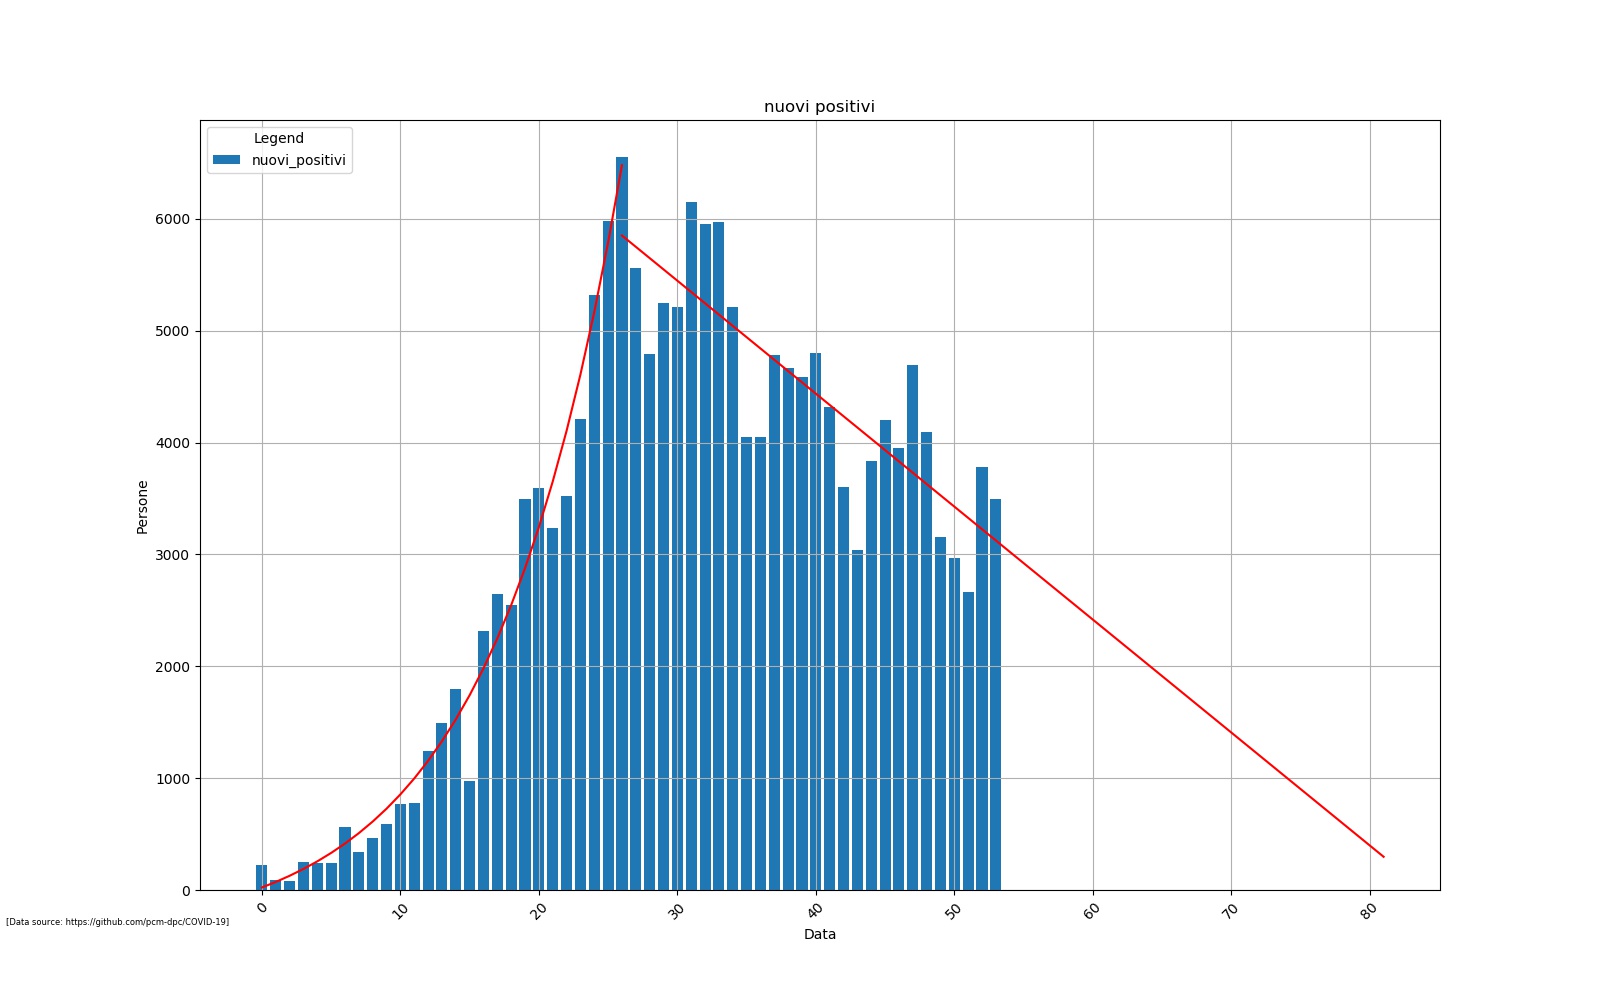 nuovi positivi
Legend
nuovi_positivi
6000
5000
4000
3000
2000
1000
0
Persone
0
10
20
30
40
50
60
70
80
Data
[Data source: https://github.com/pcm-dpc/COVID-19]